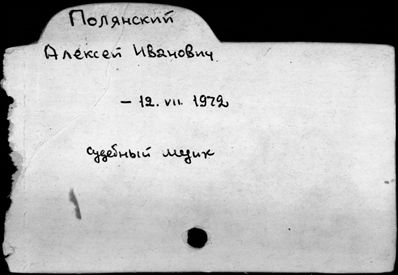 Полянский
Алексей Иванович
– 12. VII. 1972
судебный медик